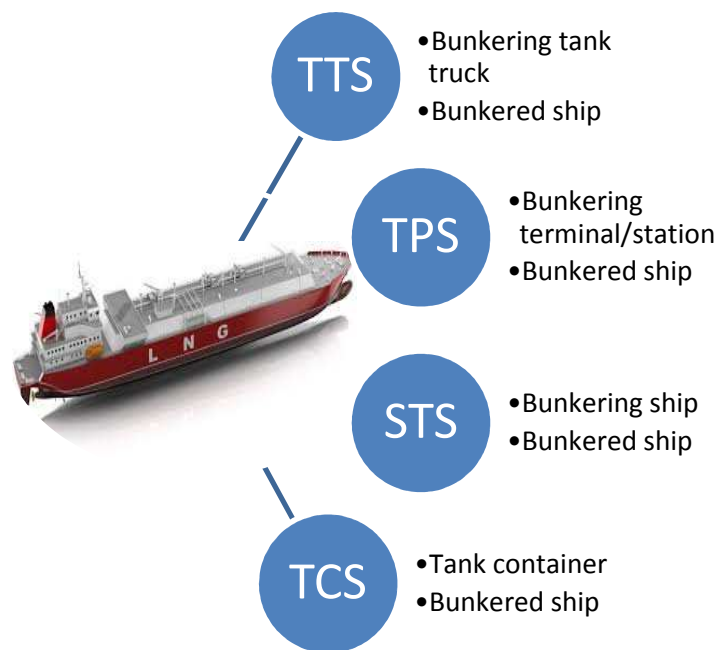 TTS
•Bunkering tank
truck
•Bunkered ship
TPS
•Bunkering
terminal/station
•Bunkered ship
L N G
STS
•Bunkering ship
•Bunkered ship
TCS
•Tank container
•Bunkered ship